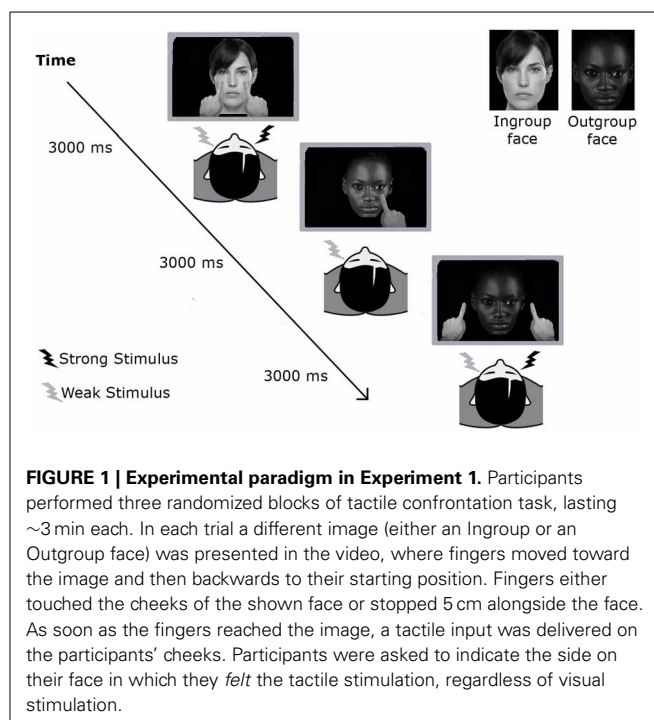 Time
Ingroup face
Outgroup face
3000 ms
3000 ms
3000 ms
Strong Stimulus
Weak Stimulus
FIGURE 1 | Experimental paradigm in Experiment 1. Participants
performed three randomized blocks of tactile confrontation task, lasting
∼3 min each. In each trial a different image (either an Ingroup or an
Outgroup face) was presented in the video, where fingers moved toward
the image and then backwards to their starting position. Fingers either
touched the cheeks of the shown face or stopped 5 cm alongside the face.
As soon as the fingers reached the image, a tactile input was delivered on
the participants' cheeks. Participants were asked to indicate the side on
their face in which they felt the tactile stimulation, regardless of visual
stimulation.